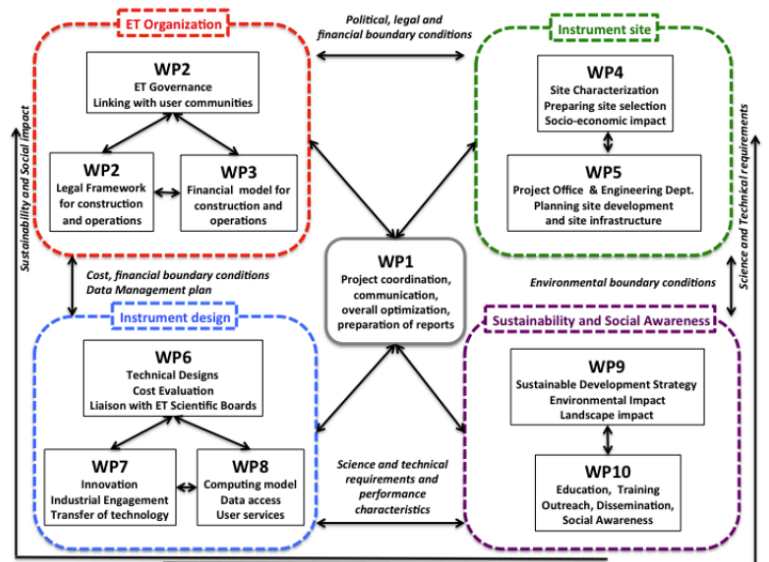 ET Organization
Political, legal and
financial boundary conditions
Instrument site
WP2
ET Governance
Linking with user communities
WP2
Legal Framework
for construction
and operations
WP3
Financial model for
construction and
operations
WP4
Site Characterization
Preparing site selection
Socio-economic impact
WP5
Project Office & Engineering Dept.
Planning site development
and site infrastructure
Sustainability and Social impact
Science and Technical requirements
WP1
Project coordination,
communication,
overall optimization,
preparation of reports
Cost, financial boundary conditions
Data Management plan
Environmental boundary conditions
Instrument design
Sustainability and Social Awareness
WP6
Technical Designs
Cost Evaluation
Liaison with ET Scientific Boards
WP7
Innovation
Industrial Engagement
Transfer of technology
WP8
Computing model
Data access
User services
Science and technical
requirements and
performance
characteristics
WP9
Sustainable Development Strategy
Environmental Impact
Landscape impact
WP10
Education, Training
Outreach, Dissemination,
Social Awareness